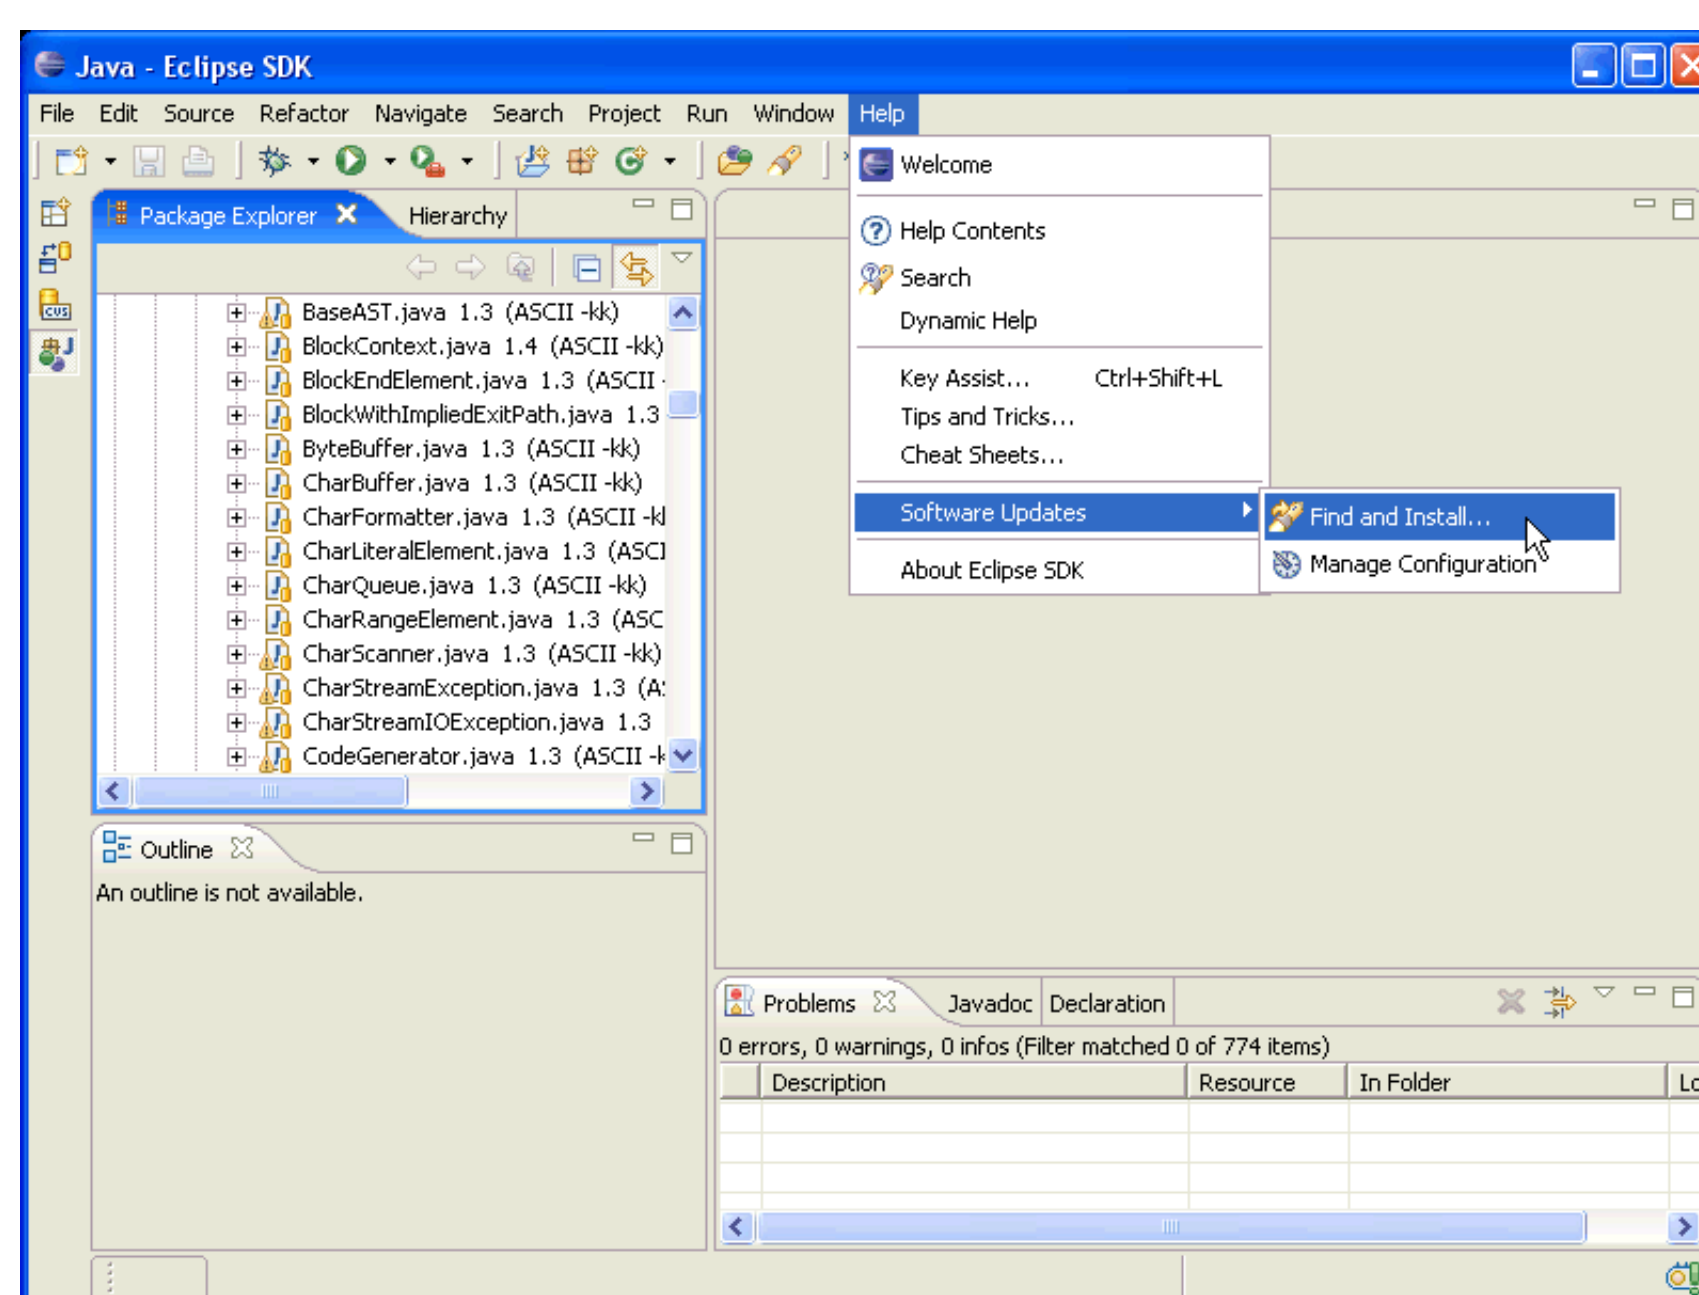 Java - Eclipse SDK
File Edit Source Refactor Navigate Search Project Run Window Help
Welcome
Help Contents
Search
Dynamic Help
Key Assist... Ctrl+Shift+L
Tips and Tricks...
Cheat Sheets...
Software Updates
About Eclipse SDK
Find and Install...
Manage Configuration
Package Explorer Hierarchy
CVS
BaseAST.java 1.3 (ASCII -kk)
BlockContext.java 1.4 (ASCII -kk)
BlockEndElement.java 1.3 (ASCII -
BlockWithImpliedExitPath.java 1.3
ByteBuffer.java 1.3 (ASCII -kk)
CharBuffer.java 1.3 (ASCII -kk)
CharFormatter.java 1.3 (ASCII -k
CharLiteralElement.java 1.3 (ASCI
CharQueue.java 1.3 (ASCII -kk)
CharRangeElement.java 1.3 (ASC
CharScanner.java 1.3 (ASCII -kk)
CharStreamException.java 1.3 (A
CharStreamIOException.java 1.3
CodeGenerator.java 1.3 (ASCII -k
Outline
An outline is not available.
Problems Javadoc Declaration
0 errors, 0 warnings, 0 infos (Filter matched 0 of 774 items)
Description Resource In Folder Lo